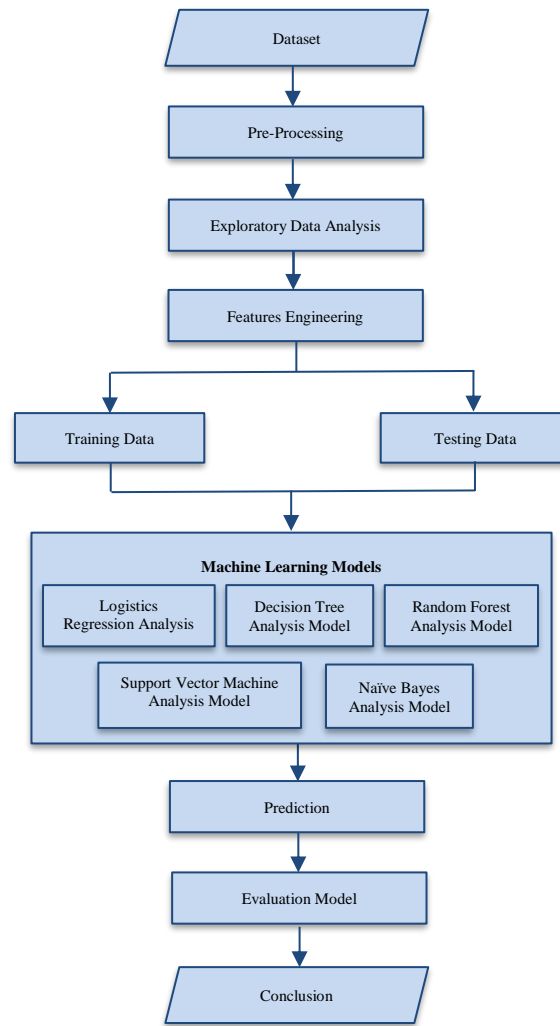 Dataset
Pre-Processing
Exploratory Data Analysis
Features Engineering
Training Data
Testing Data
Machine Learning Models
Logistics
Regression Analysis
Decision Tree
Analysis Model
Random Forest
Analysis Model
Support Vector Machine
Analysis Model
Naïve Bayes
Analysis Model
Prediction
Evaluation Model
Conclusion